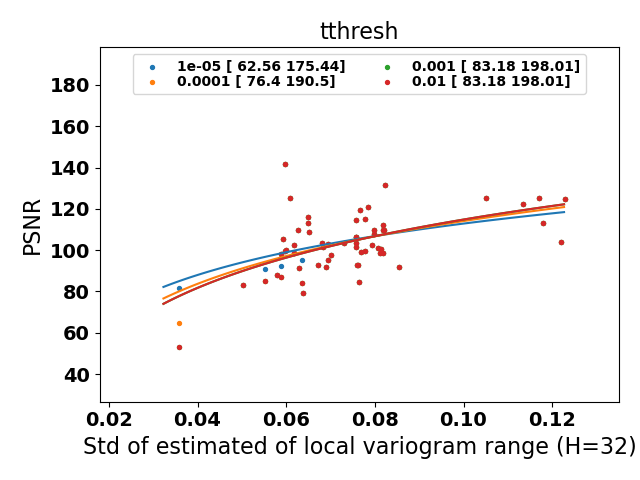 tthresh
1e-05 [ 62.56 175.44]
0.0001 [ 76.4 190.5]
0.001 [ 83.18 198.01]
0.01 [ 83.18 198.01]
PSNR
180
160
140
120
100
80
60
40
0.02 0.04 0.06 0.08 0.10 0.12
Std of estimated of local variogram range (H=32)